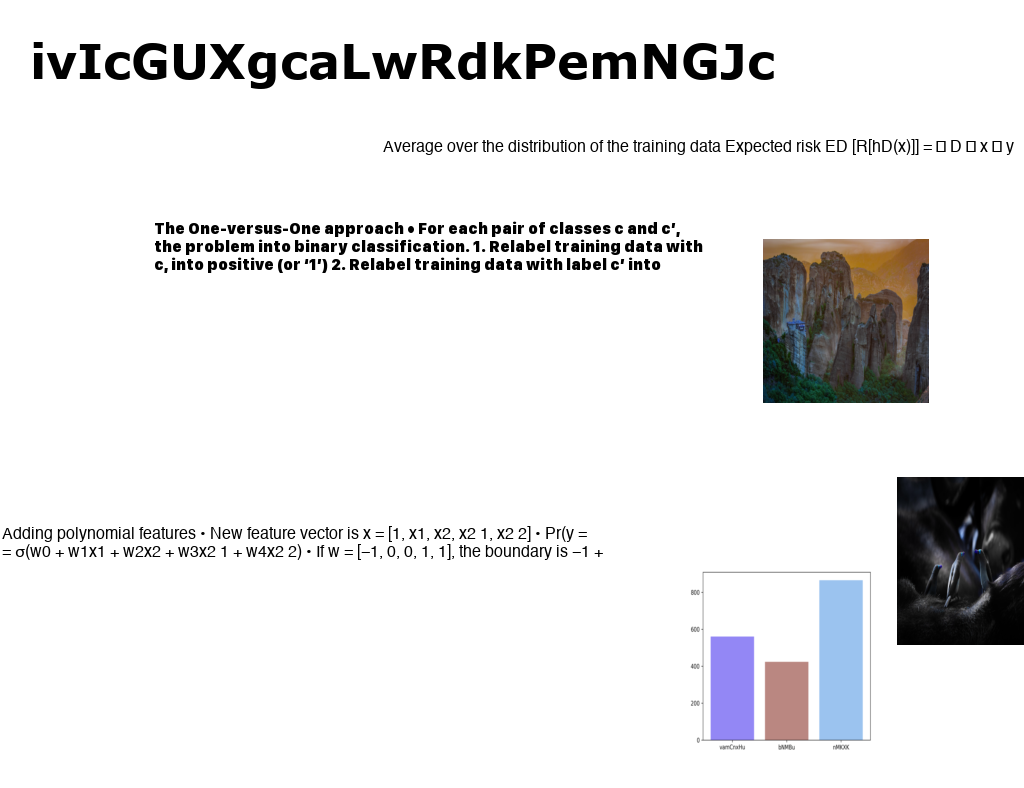 ivIcGUXgcaLwRdkPemNGJc
Average over the distribution of the training data Expected risk ED [R[hD(x)]] = □ D □ x □ y
The One-versus-One approach • For each pair of classes c and c′,
the problem into binary classification. 1. Relabel training data with
c, into positive (or ‘1’) 2. Relabel training data with label c′ into
Adding polynomial features • New feature vector is x = [1, x1, x2, x2 1, x2 2] • Pr(y =
= σ(w0 + w1x1 + w2x2 + w3x2 1 + w4x2 2) • If w = [−1, 0, 0, 1, 1], the boundary is −1 +
800
600
400
200
0
vamCnxHu bNMBu nMKXK